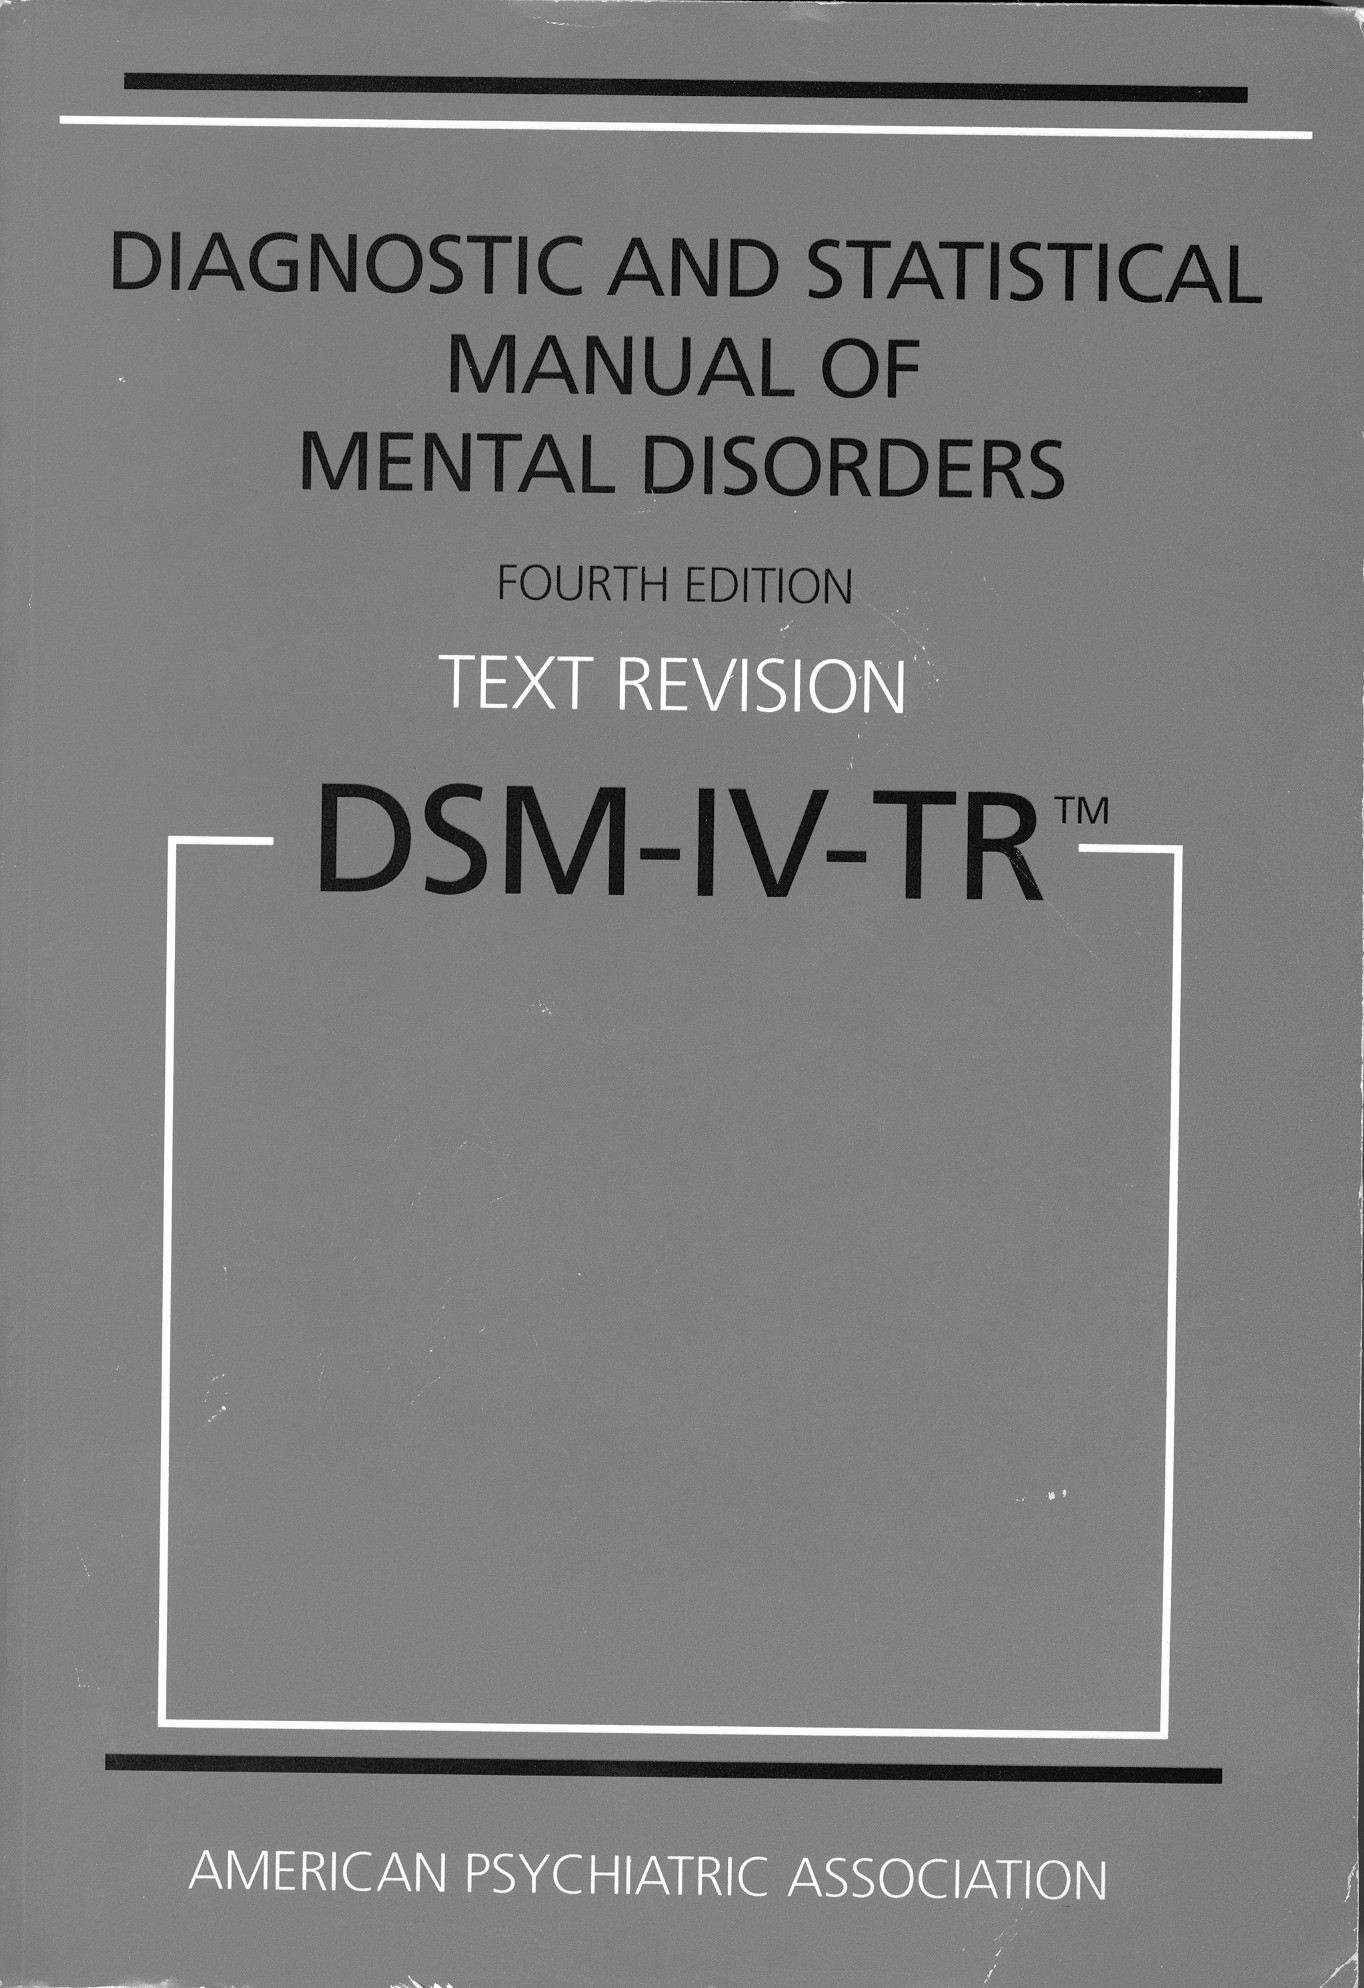 DIAGNOSTIC AND STATISTICAL
MANUAL OF
MENTAL DISORDERS
FOURTH EDITION
TEXT REVISION
DSM-IV-TR™
AMERICAN PSYCHIATRIC ASSOCIATION